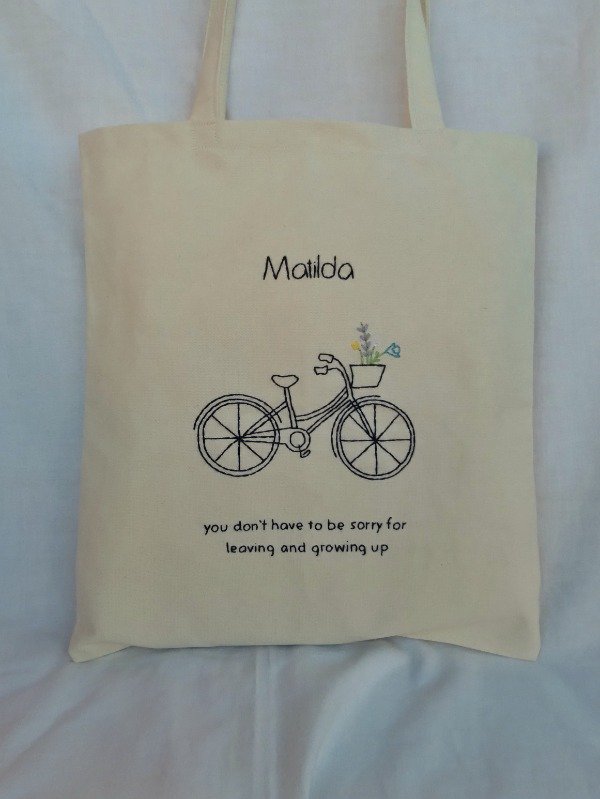 Matilda
you don't have to be sorry for
leaving and growing up